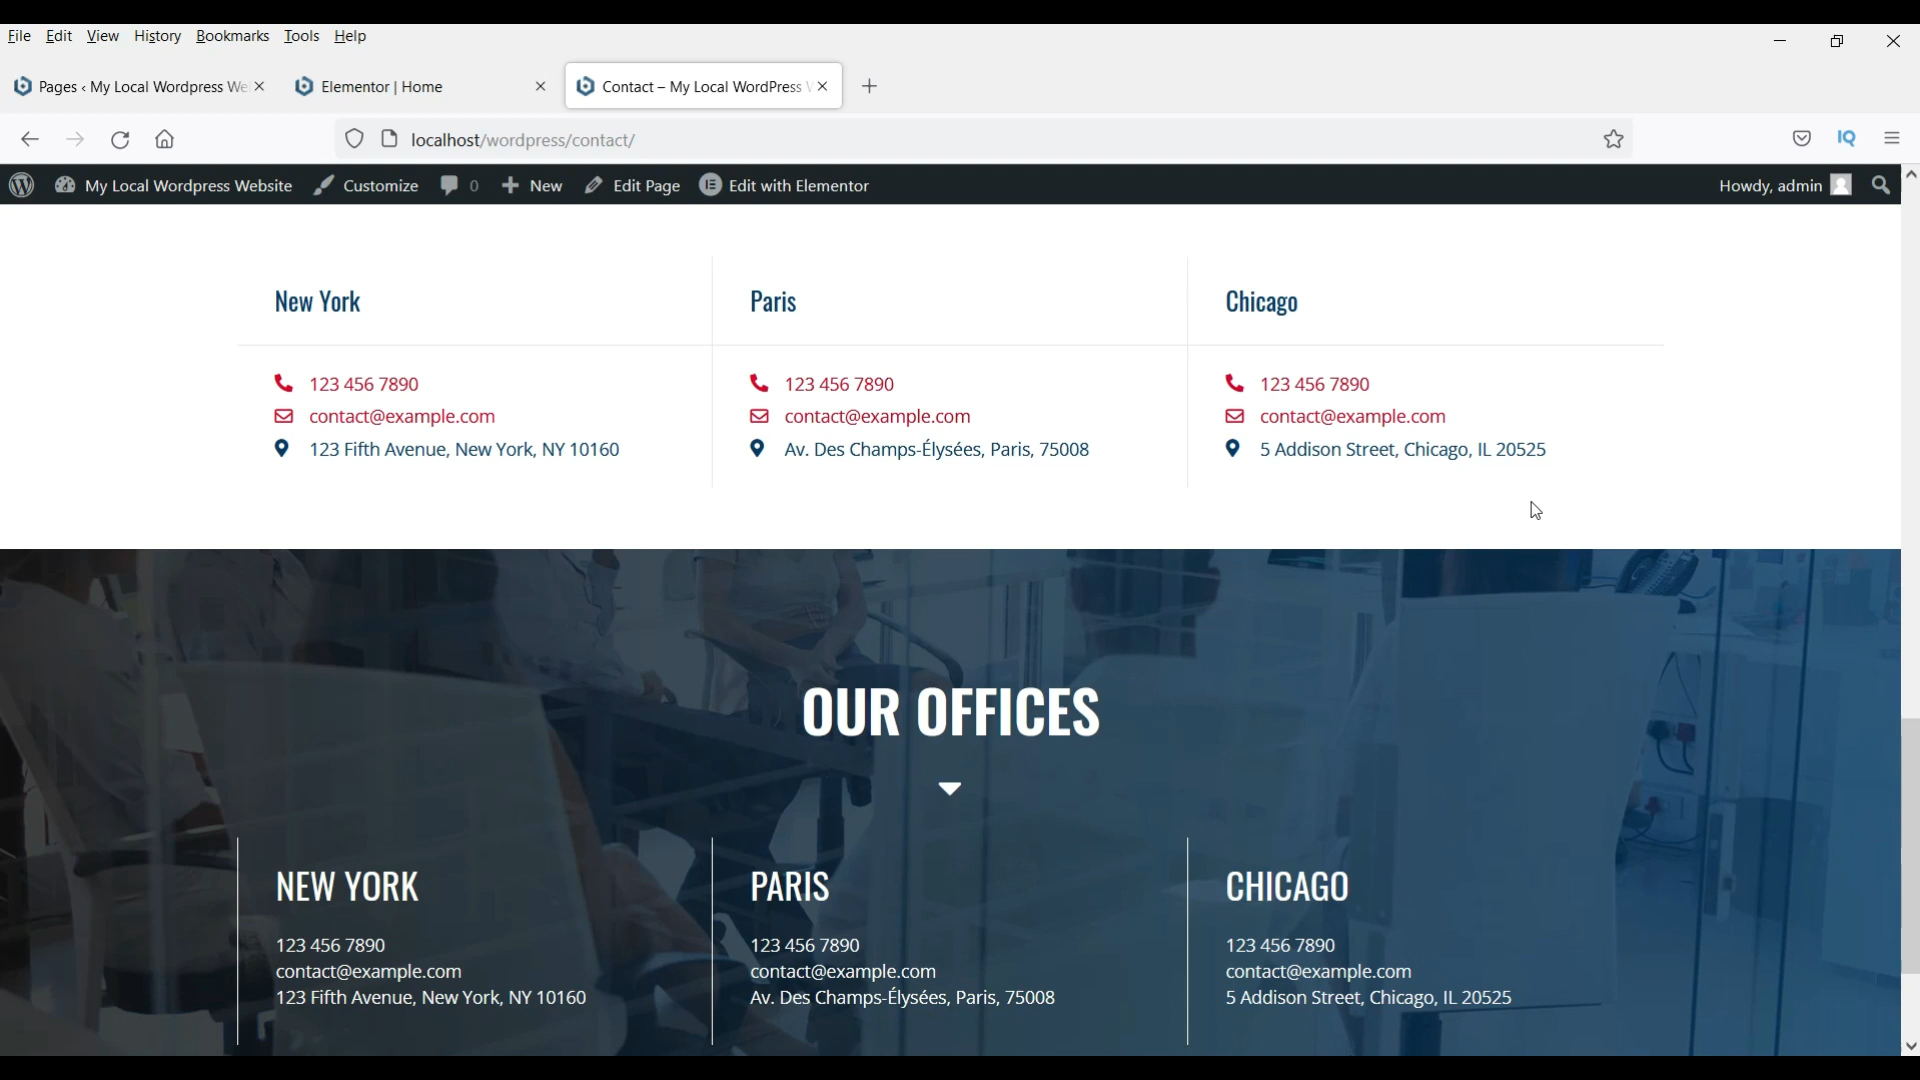 File Edit View History Bookmarks Tools Help
Pages ‹ My Local Wordpress We
Elementor | Home
Contact – My Local WordPress
localhost/wordpress/contact/
IQ
My Local Wordpress Website
Customize
0
New
Edit Page
Edit with Elementor
Howdy, admin
New York
123 456 7890
contact@example.com
123 Fifth Avenue, New York, NY 10160
Paris
123 456 7890
contact@example.com
Av. Des Champs-Élysées, Paris, 75008
Chicago
123 456 7890
contact@example.com
5 Addison Street, Chicago, IL 20525
OUR OFFICES
NEW YORK
123 456 7890
contact@example.com
123 Fifth Avenue, New York, NY 10160
PARIS
123 456 7890
contact@example.com
Av. Des Champs-Élysées, Paris, 75008
CHICAGO
123 456 7890
contact@example.com
5 Addison Street, Chicago, IL 20525